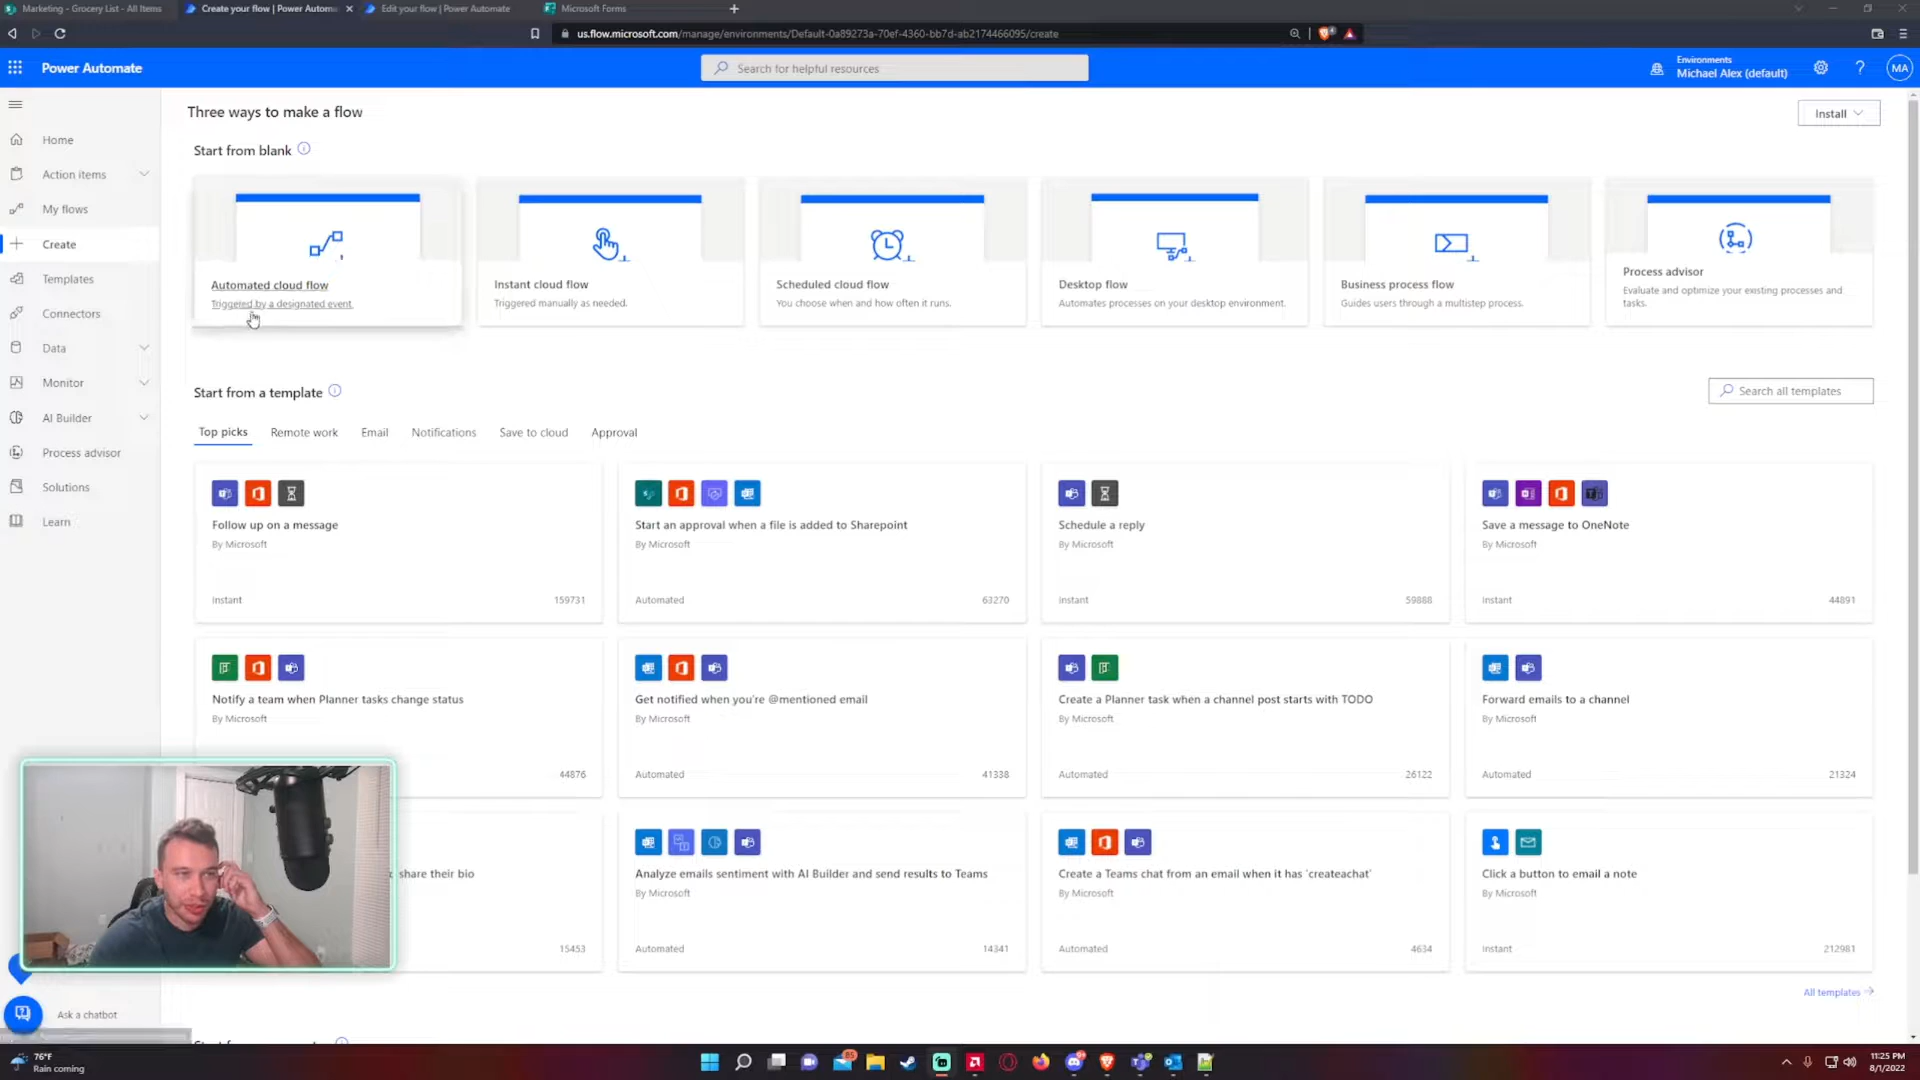 Marketing - Grocery List - All Items
Create your flow | Power Autom
Edit your flow | Power Automate
Microsoft Forms
us.flow.microsoft.com/manage/environments/Default-0a89273a-70ef-4360-bb7d-ab2174466095/create
Power Automate
Search for helpful resources
Environments
Michael Alex (default)
MA
Home
Action items
My flows
Create
Templates
Connectors
Data
Monitor
AI Builder
Process advisor
Solutions
Learn
Ask a chatbot
Three ways to make a flow
Install
Start from blank
Automated cloud flow
Triggered by a designated event.
Instant cloud flow
Triggered manually as needed.
Scheduled cloud flow
You choose when and how often it runs.
Desktop flow
Automates processes on your desktop environment.
Business process flow
Guides users through a multistep process.
Process advisor
Evaluate and optimize your existing processes and
tasks.
Start from a template
Search all templates
Top picks
Remote work
Email
Notifications
Save to cloud
Approval
Follow up on a message
By Microsoft
Instant
159731
Start an approval when a file is added to Sharepoint
By Microsoft
Automated
63270
Schedule a reply
By Microsoft
Instant
59888
Save a message to OneNote
By Microsoft
Instant
44891
Notify a team when Planner tasks change status
By Microsoft
44876
Get notified when you're @mentioned email
By Microsoft
Automated
41338
Create a Planner task when a channel post starts with TODO
By Microsoft
Automated
26122
Forward emails to a channel
By Microsoft
Automated
21324
share their bio
15453
Analyze emails sentiment with AI Builder and send results to Teams
By Microsoft
Automated
14341
Create a Teams chat from an email when it has 'createachat'
By Microsoft
Automated
4634
Click a button to email a note
By Microsoft
Instant
212981
All templates
76°F
Rain coming
11:25 PM
8/1/2022